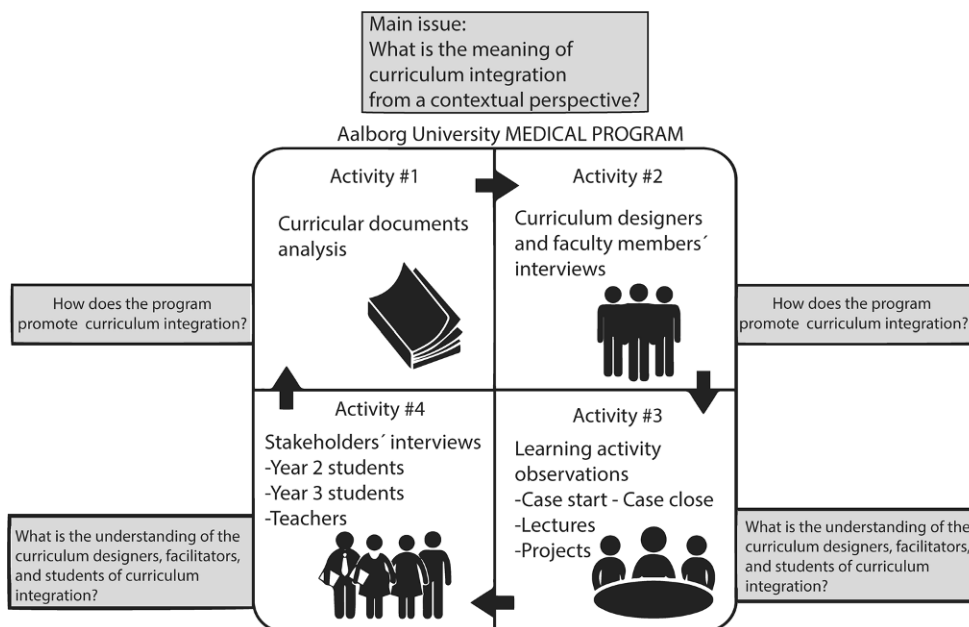 Main issue:
What is the meaning of
curriculum integration
from a contextual perspective?
Aalborg University MEDICAL PROGRAM
Activity #1
Curricular documents
analysis
Activity #2
Curriculum designers
and faculty members´
interviews
How does the program
promote curriculum integration?
How does the program
promote curriculum integration?
Activity #4
Stakeholders´ interviews
-Year 2 students
-Year 3 students
-Teachers
Activity #3
Learning activity
observations
-Case start - Case close
-Lectures
-Projects
What is the understanding of the
curriculum designers, facilitators,
and students of curriculum
integration?
What is the understanding of the
curriculum designers, facilitators,
and students of curriculum
integration?